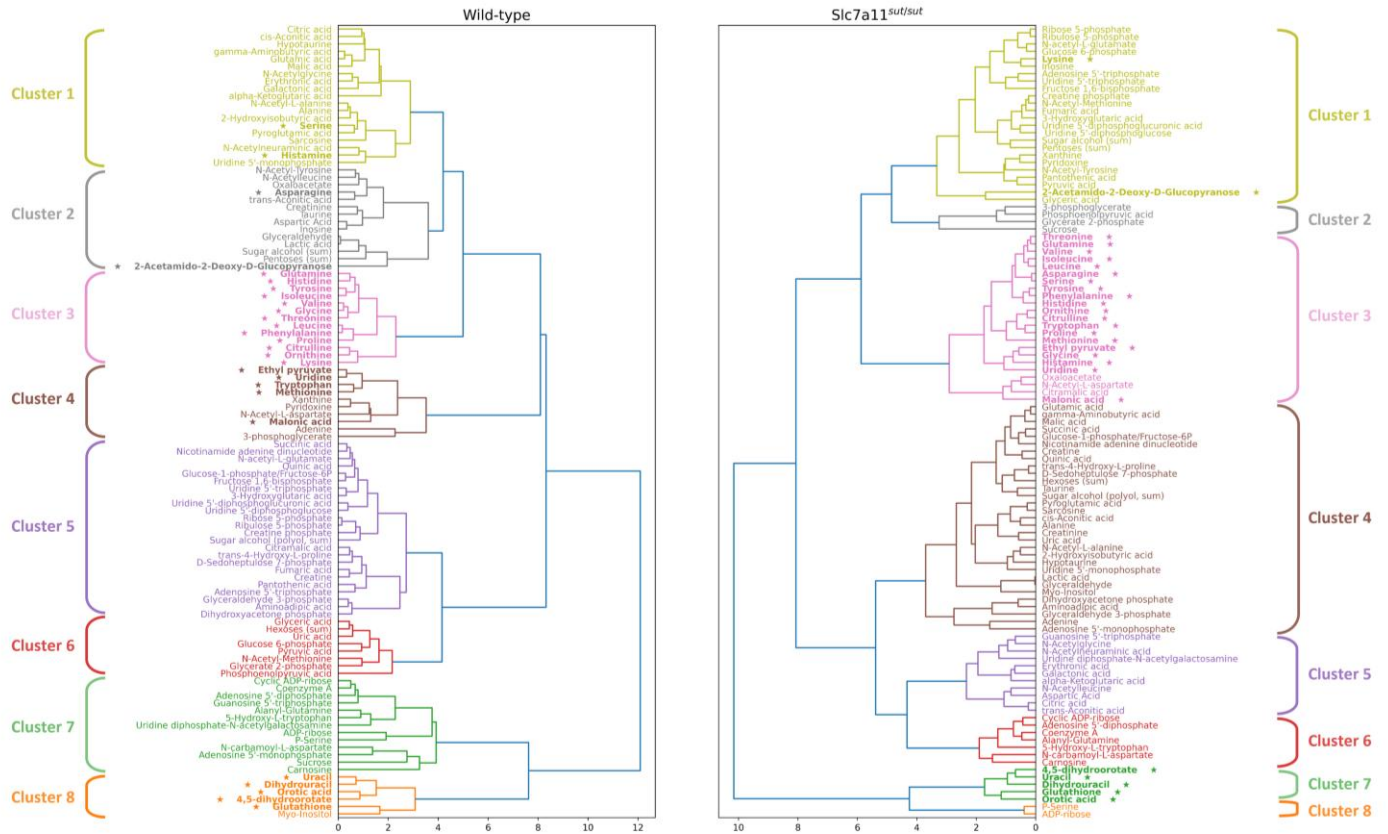 Wild-type
Cluster 1
Citric acid
cis-Aconitic acid
Hypotaurine
gamma-Aminobutyric acid
Glutamic acid
Malic acid
N-Acetylglycine
Erythronic acid
Galactonic acid
alpha-Ketoglutaric acid
N-Acetyl-L-alanine
Alanine
2-Hydroxyisobutyric acid
★ Serine
Pyroglutamic acid
Sarcosine
N-Acetylneuraminic acid
★ Histamine
Uridine 5'-monophosphate
Cluster 2
N-Acetyl-Tyrosine
N-Acetylleucine
Oxaloacetate
★ Asparagine
trans-Aconitic Acid
Creatinine
Taurine
Aspartic Acid
Inosine
Glyceraldehyde
Lactic acid
Sugar alcohol (sum)
Pentoses (sum)
★ 2-Acetamido-2-Deoxy-D-Glucopyranose
Cluster 3
★ Glutamine
★ Histidine
★ Tyrosine
★ Isoleucine
★ Valine
★ Glycine
★ Threonine
★ Leucine
★ Phenylalanine
★ Proline
★ Citrulline
★ Ornithine
★ Lysine
Cluster 4
★ Ethyl pyruvate
★ Uridine
★ Tryptophan
★ Methionine
Xanthine
Pyridoxine
N-Acetyl-L-aspartate
★ Malonic acid
Adenine
3-phosphoglycerate
Cluster 5
Succinic acid
Nicotinamide adenine dinucleotide
N-acetyl-L-glutamate
Quinic acid
Glucose-1-phosphate/Fructose-6P
Fructose 1,6-bisphosphate
Uridine 5'-triphosphate
3-Hydroxyglutaric acid
Uridine 5'-diphosphoglucuronic acid
Uridine 5'-diphosphoglucose
Ribose 5-phosphate
Ribulose 5-phosphate
Creatine phosphate
Sugar alcohol (polyol, sum)
Citramalic acid
trans-4-Hydroxy-L-proline
D-Sedoheptulose 7-phosphate
Fumaric acid
Creatine
Pantothenic acid
Adenosine 5'-triphosphate
Glyceraldehyde 3-phosphate
Aminoadipic acid
Dihydroxyacetone phosphate
Cluster 6
Glyceric acid
Hexoses (sum)
Uric acid
Glucose 6-phosphate
Pyruvic acid
N-Acetyl-Methionine
Glycerate 2-phosphate
Phosphoenolpyruvic acid
Cluster 7
Cyclic ADP-ribose
Coenzyme A
Adenosine 5'-diphosphate
Guanosine 5'-triphosphate
Alanyl-Glutamine
5-Hydroxy-L-tryptophan
Uridine diphosphate-N-acetylgalactosamine
ADP-ribose
P-Serine
N-carbamoyl-L-aspartate
Adenosine 5'-monophosphate
Sucrose
Carnosine
Cluster 8
★ Uracil
★ Dihydrouracil
★ Orotic acid
★ 4,5-dihydroorotate
★ Glutathione
Myo-Inositol
0 2 4 6 8 10 12
Slc7a11sut/sut
Cluster 1
Ribose 5-phosphate
Ribulose 5-phosphate
N-acetyl-L-glutamate
Glucose 6-phosphate
Lysine ★
Inosine
Adenosine 5'-triphosphate
Uridine 5'-triphosphate
Fructose 1,6-bisphosphate
Creatine phosphate
N-Acetyl-Methionine
Fumaric acid
3-Hydroxyglutaric acid
Uridine 5'-diphosphoglucuronic acid
Uridine 5'-diphosphoglucose
Sugar alcohol (sum)
Pentoses (sum)
Xanthine
Pyridoxine
N-Acetyl-Tyrosine
Pantothenic acid
Pyruvic acid
2-Acetamido-2-Deoxy-D-Glucopyranose ★
Glyceric acid
Cluster 2
3-phosphoglycerate
Phosphoenolpyruvic acid
Glycerate 2-phosphate
Sucrose
Cluster 3
Threonine ★
Glutamine ★
Valine ★
Isoleucine ★
Leucine ★
Asparagine ★
Serine ★
Tyrosine ★
Phenylalanine ★
Histidine ★
Ornithine ★
Citrulline ★
Tryptophan ★
Proline ★
Methionine ★
Ethyl pyruvate ★
Glycine ★
Histamine ★
Uridine ★
Oxaloacetate
N-Acetyl-L-aspartate
Citramalic acid
Malonic acid ★
Cluster 4
Glutamic acid
gamma-Aminobutyric acid
Malic acid
Succinic acid
Glucose-1-phosphate/Fructose-6P
Nicotinamide adenine dinucleotide
Creatine
Quinic acid
trans-4-Hydroxy-L-proline
D-Sedoheptulose 7-phosphate
Hexoses (sum)
Taurine
Sugar alcohol (polyol, sum)
Pyroglutamic acid
Sarcosine
cis-Aconitic acid
Alanine
Creatinine
Uric acid
N-Acetyl-L-alanine
2-Hydroxyisobutyric acid
Hypotaurine
Uridine 5'-monophosphate
Lactic acid
Glyceraldehyde
Myo-Inositol
Dihydroxyacetone phosphate
Aminoadipic acid
Glyceraldehyde 3-phosphate
Adenine
Adenosine 5'-monophosphate
Cluster 5
Guanosine 5'-triphosphate
N-Acetylglycine
N-Acetylneuraminic acid
Uridine diphosphate-N-acetylgalactosamine
Erythronic acid
Galactonic acid
alpha-Ketoglutaric acid
N-Acetylleucine
Aspartic Acid
Citric acid
trans-Aconitic Acid
Cluster 6
Cyclic ADP-ribose
Adenosine 5'-diphosphate
Coenzyme A
Alanyl-Glutamine
5-Hydroxy-L-tryptophan
N-carbamoyl-L-aspartate
Carnosine
Cluster 7
4,5-dihydroorotate ★
Uracil ★
Dihydrouracil ★
Glutathione ★
Orotic acid ★
Cluster 8
P-Serine
ADP-ribose
10 8 6 4 2 0